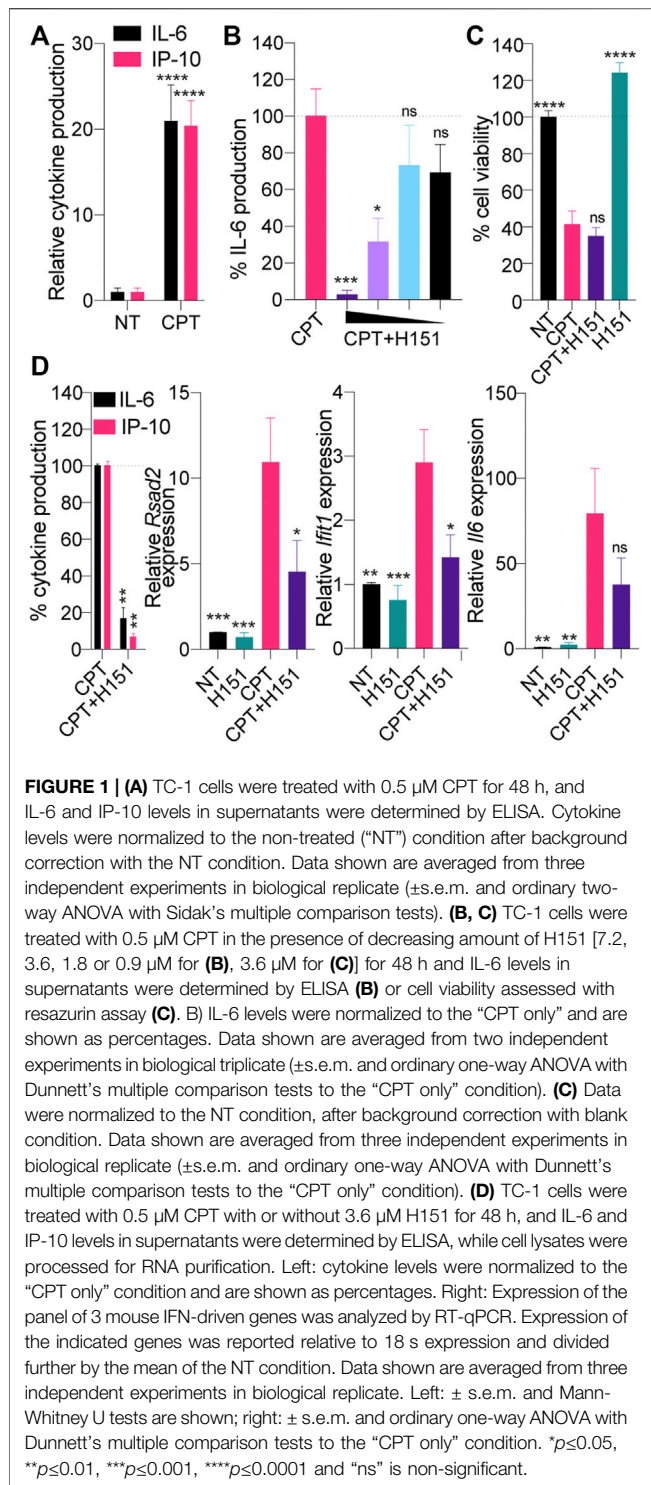 A
IL-6
IP-10
Relative cytokine production
30
20
10
0
****
****
NT
CPT
B
% IL-6 production
140
120
100
80
60
40
20
0
***
*
ns
ns
CPT
CPT+H151
C
% cell viability
140
120
100
80
60
40
20
0
****
ns
****
NT
CPT
CPT+H151
H151
D
IL-6
IP-10
% cytokine production
140
120
100
80
60
40
20
0
**
**
CPT
CPT+H151
Relative Rsad2
expression
15
10
5
0
***
***
*
NT
H151
CPT
CPT+H151
Relative Ifit1 expression
4
3
2
1
0
**
***
*
NT
H151
CPT
CPT+H151
Relative Il6 expression
150
100
50
0
**
**
ns
NT
H151
CPT
CPT+H151
FIGURE 1 | (A) TC-1 cells were treated with 0.5 µM CPT for 48 h, and
IL-6 and IP-10 levels in supernatants were determined by ELISA. Cytokine
levels were normalized to the non-treated (“NT”) condition after background
correction with the NT condition. Data shown are averaged from three
independent experiments in biological replicate (±s.e.m. and ordinary two-
way ANOVA with Sidak’s multiple comparison tests). (B, C) TC-1 cells were
treated with 0.5 µM CPT in the presence of decreasing amount of H151 [7.2,
3.6, 1.8 or 0.9 µM for (B), 3.6 µM for (C)] for 48 h and IL-6 levels in
supernatants were determined by ELISA (B) or cell viability assessed with
resazurin assay (C). B) IL-6 levels were normalized to the “CPT only” and are
shown as percentages. Data shown are averaged from two independent
experiments in biological triplicate (±s.e.m. and ordinary one-way ANOVA with
Dunnett’s multiple comparison tests to the “CPT only” condition). (C) Data
were normalized to the NT condition, after background correction with blank
condition. Data shown are averaged from three independent experiments in
biological replicate (±s.e.m. and ordinary one-way ANOVA with Dunnett’s
multiple comparison tests to the “CPT only” condition). (D) TC-1 cells were
treated with 0.5 µM CPT with or without 3.6 µM H151 for 48 h, and IL-6 and
IP-10 levels in supernatants were determined by ELISA, while cell lysates were
processed for RNA purification. Left: cytokine levels were normalized to the
“CPT only” condition and are shown as percentages. Right: Expression of the
panel of 3 mouse IFN-driven genes was analyzed by RT-qPCR. Expression of
the indicated genes was reported relative to 18 s expression and divided
further by the mean of the NT condition. Data shown are averaged from three
independent experiments in biological replicate. Left: ± s.e.m. and Mann-
Whitney U tests are shown; right: ± s.e.m. and ordinary one-way ANOVA with
Dunnett’s multiple comparison tests to the “CPT only” condition. *p≤0.05,
**p≤0.01, ***p≤0.001, ****p≤0.0001 and “ns” is non-significant.